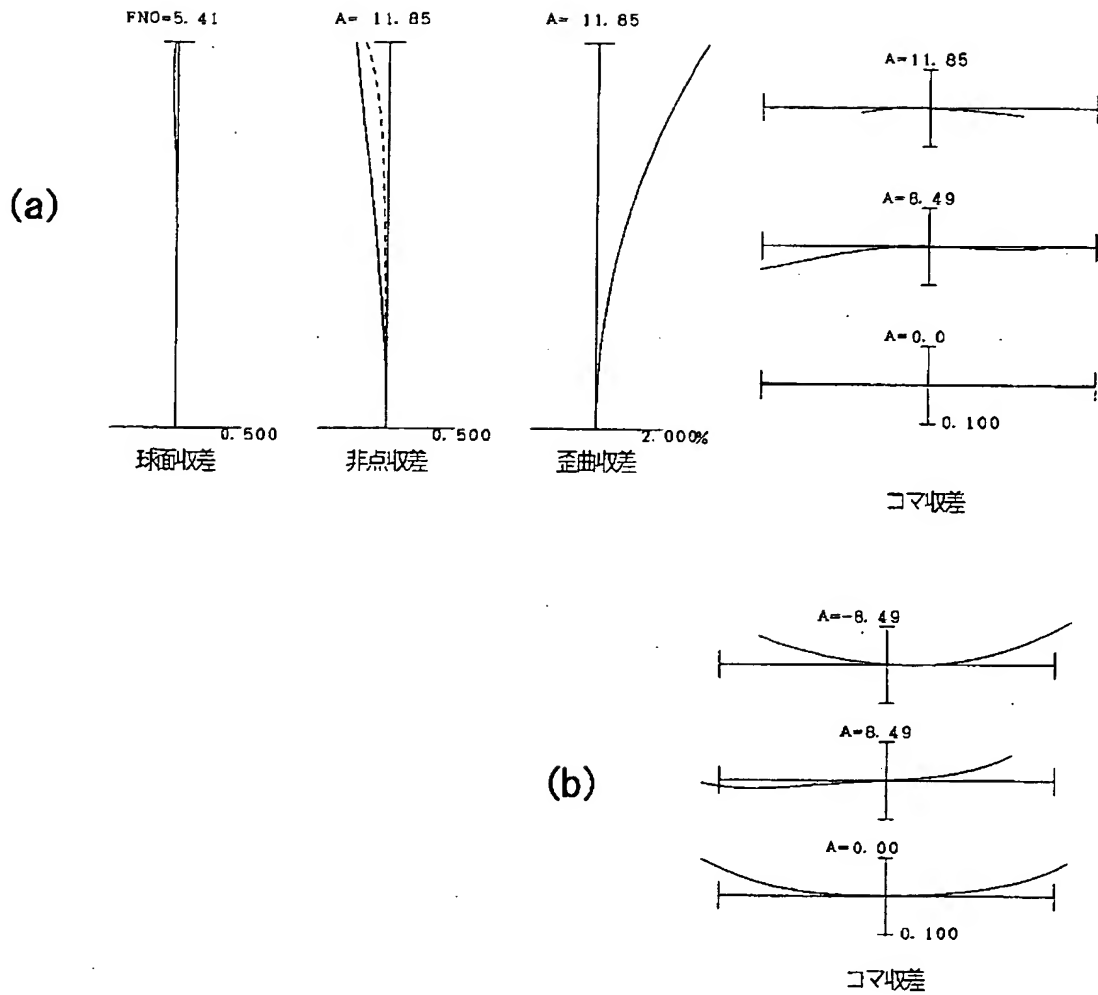 (a)
FNO=5.41
0.500
球面収差
A= 11.85
0.500
非点収差
A= 11.85
2.000%
歪曲収差
A=11.85
A=8.49
A=0.0
0.100
コマ収差
(b)
A=-8.49
A=8.49
A=0.00
0.100
コマ収差